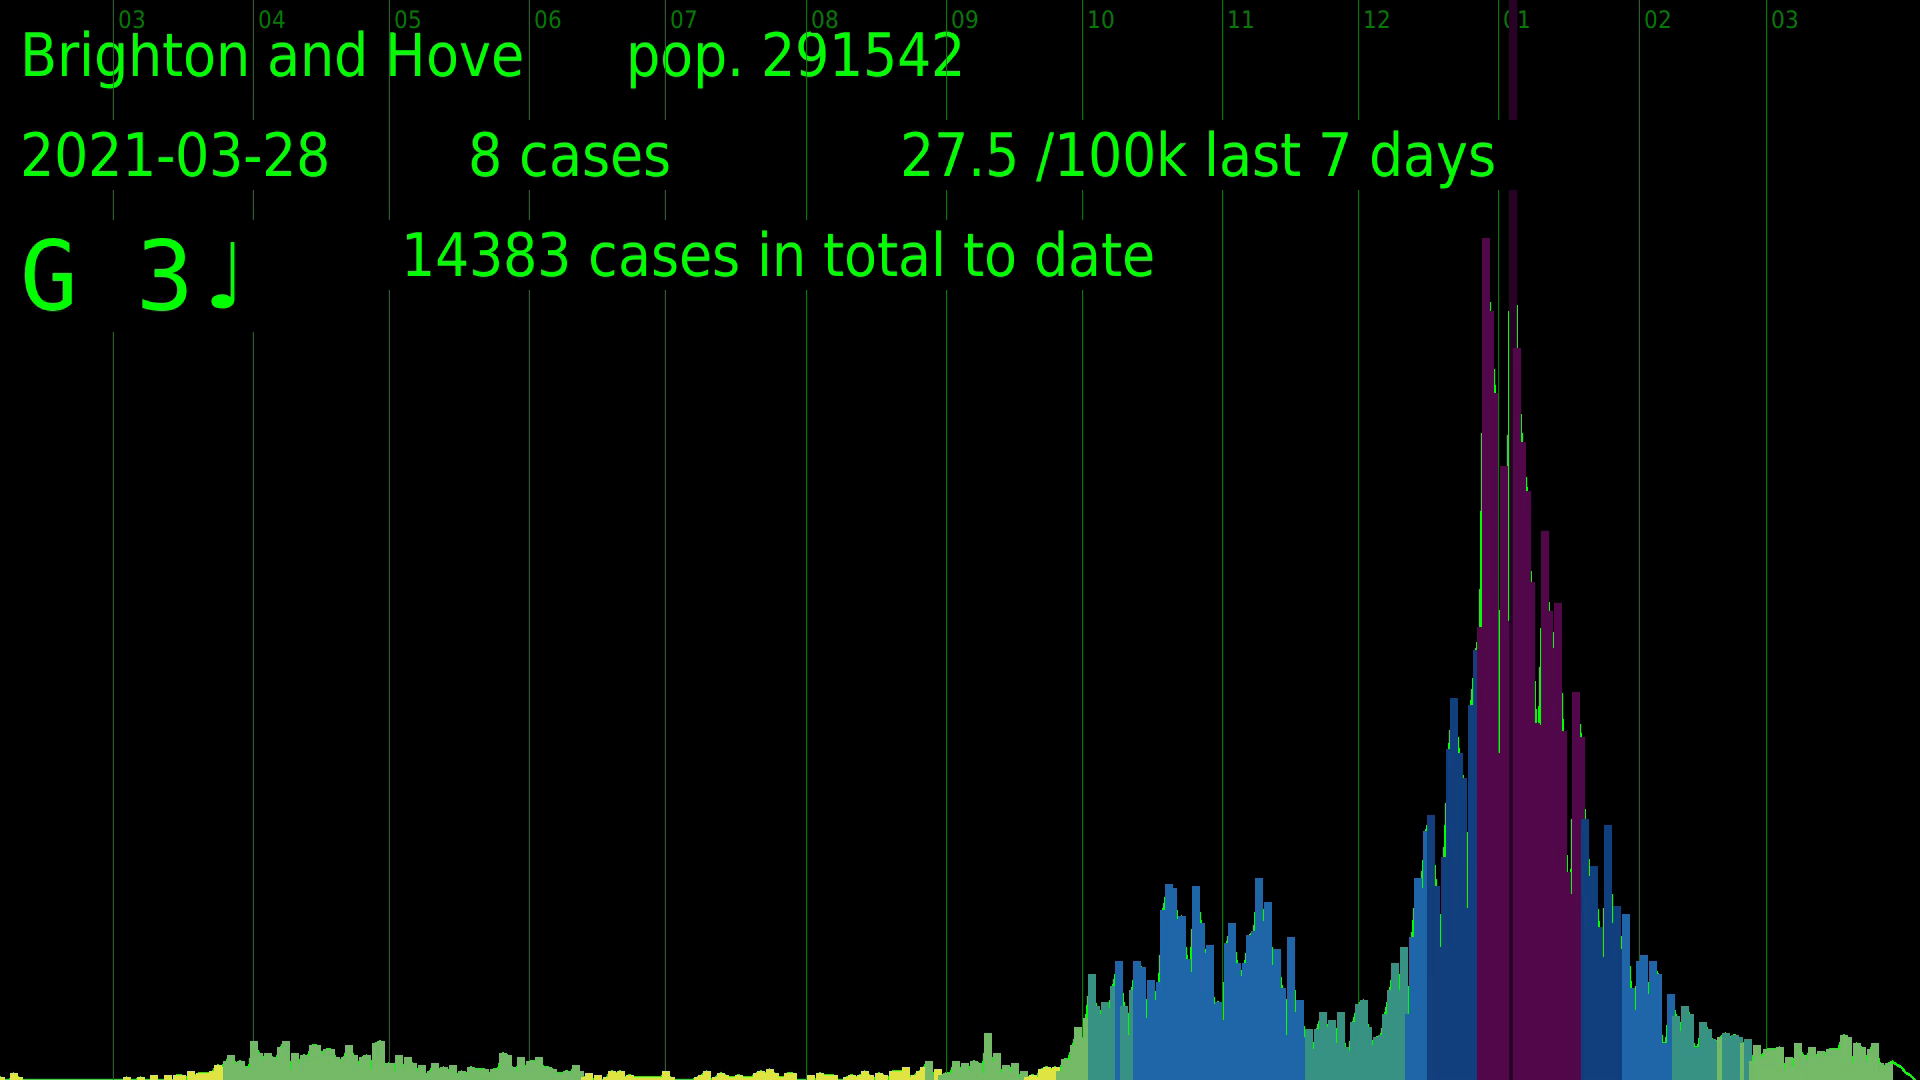 03 04 05 06 07 08 09 10 11 12 01 02 03
Brighton and Hove pop. 291542
2021-03-28 8 cases 27.5 /100k last 7 days
G 3♩ 14383 cases in total to date